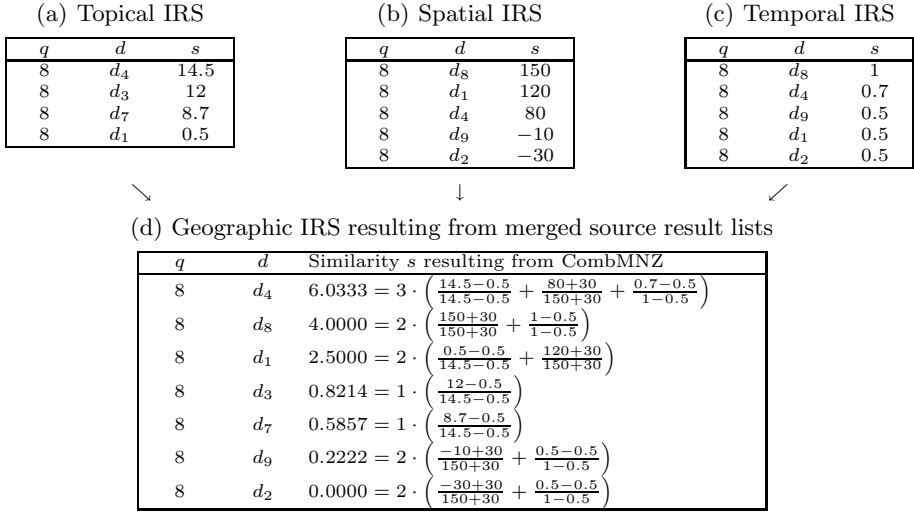 (a) Topical IRS
q d s
8 d₄ 14.5
8 d₃ 12
8 d₇ 8.7
8 d₁ 0.5
(b) Spatial IRS
q d s
8 d₈ 150
8 d₁ 120
8 d₄ 80
8 d₉ −10
8 d₂ −30
(c) Temporal IRS
q d s
8 d₈ 1
8 d₄ 0.7
8 d₉ 0.5
8 d₁ 0.5
8 d₂ 0.5
↘ ↓ ↙
(d) Geographic IRS resulting from merged source result lists
q d Similarity s resulting from CombMNZ
8 d₄ 6.0333 = 3 · ( (14.5−0.5)/(14.5−0.5) + (80+30)/(150+30) + (0.7−0.5)/(1−0.5) )
8 d₈ 4.0000 = 2 · ( (150+30)/(150+30) + (1−0.5)/(1−0.5) )
8 d₁ 2.5000 = 2 · ( (0.5−0.5)/(14.5−0.5) + (120+30)/(150+30) )
8 d₃ 0.8214 = 1 · ( (12−0.5)/(14.5−0.5) )
8 d₇ 0.5857 = 1 · ( (8.7−0.5)/(14.5−0.5) )
8 d₉ 0.2222 = 2 · ( (−10+30)/(150+30) + (0.5−0.5)/(1−0.5) )
8 d₂ 0.0000 = 2 · ( (−30+30)/(150+30) + (0.5−0.5)/(1−0.5) )